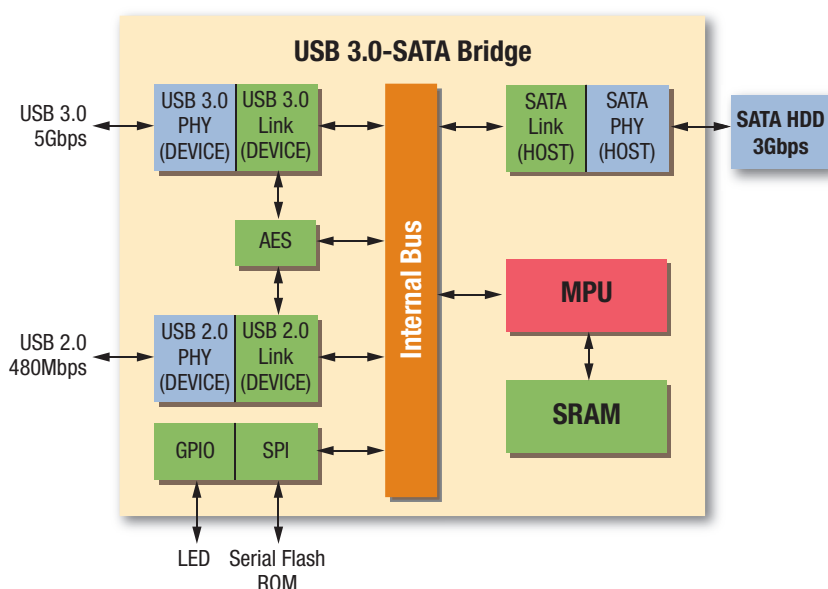 USB 3.0-SATA Bridge
USB 3.0
5Gbps
USB 3.0
PHY
(DEVICE)
USB 3.0
Link
(DEVICE)
SATA
Link
(HOST)
SATA
PHY
(HOST)
SATA HDD
3Gbps
AES
Internal Bus
MPU
USB 2.0
480Mbps
USB 2.0
PHY
(DEVICE)
USB 2.0
Link
(DEVICE)
SRAM
GPIO
SPI
LED
Serial Flash
ROM